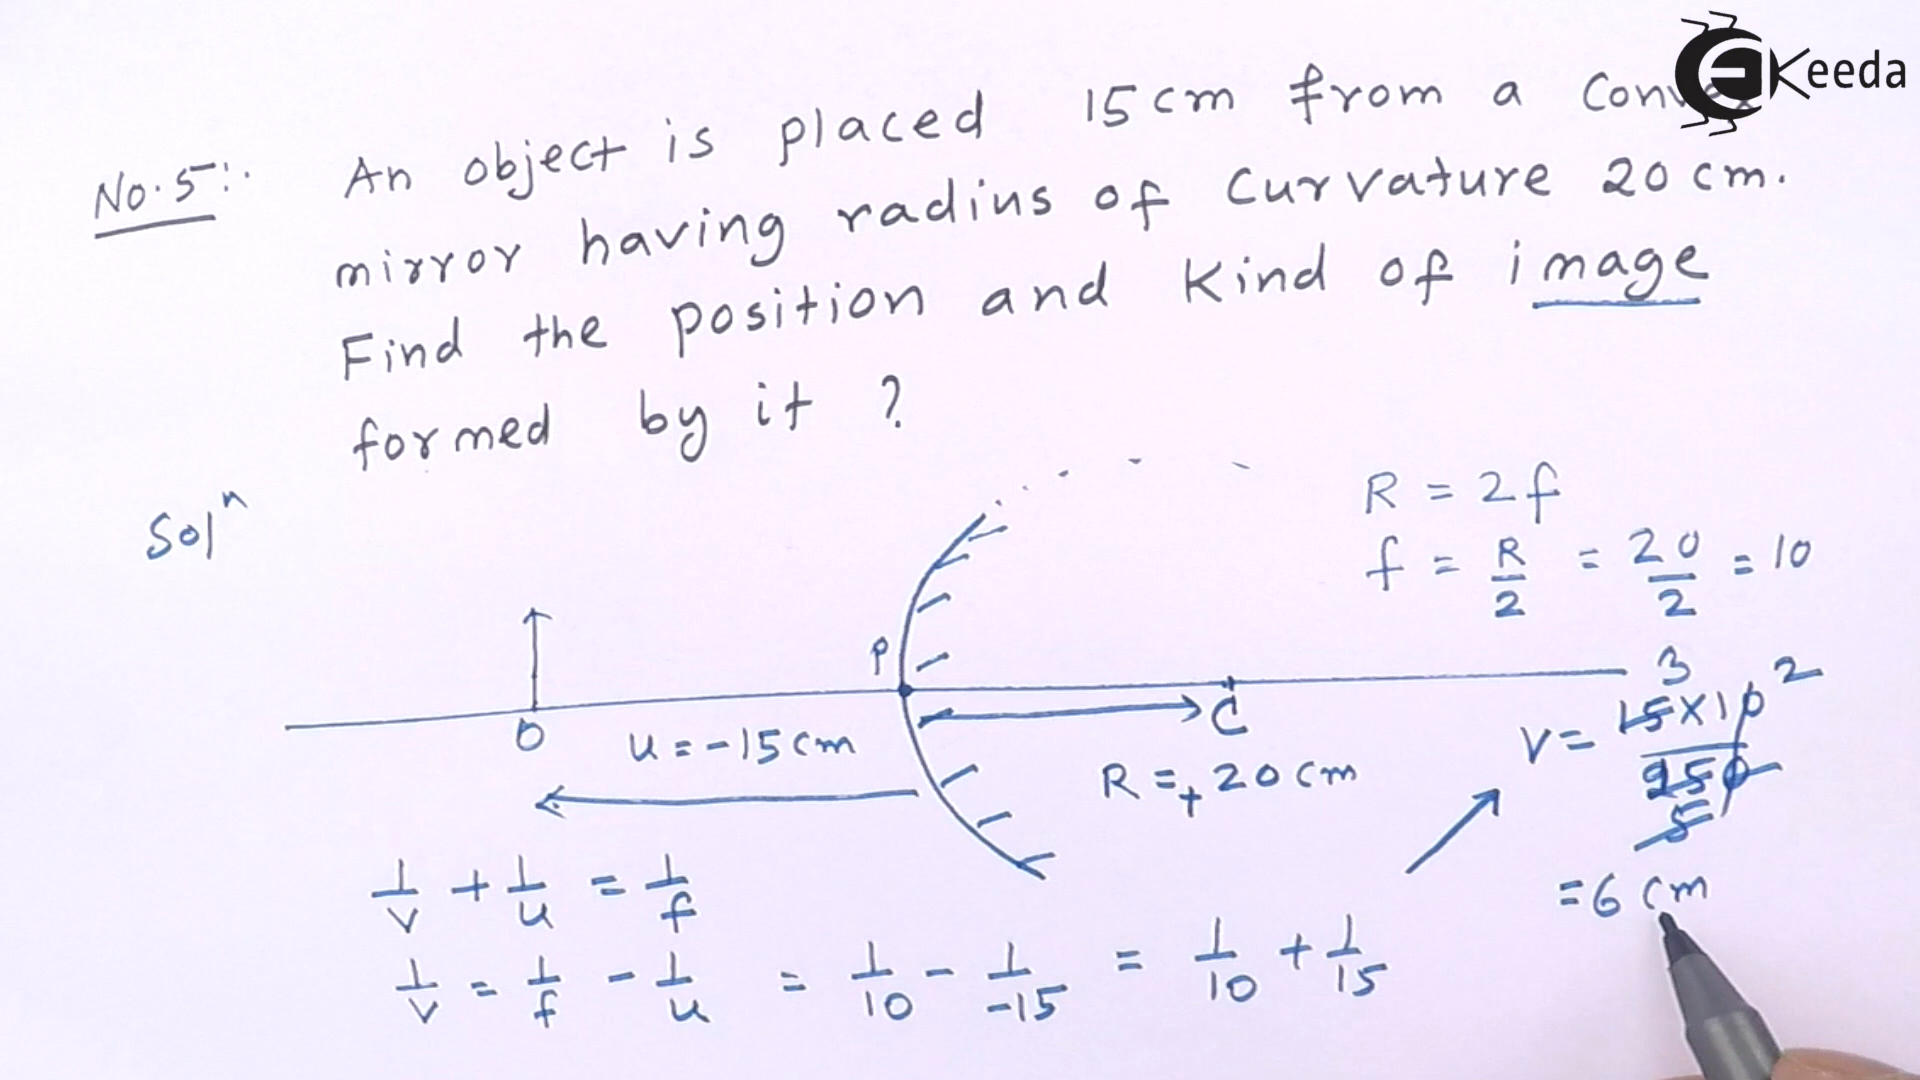 Keeda
No. 5:. An object is placed 15 cm from a
mirror having radius of curvature 20 cm.
Find the position and kind of image
formed by it ?
Solⁿ
R = 2f
f = R/2 = 20/2 = 10
P
O
C
u = -15 cm
R = + 20 cm
3
2
v = 15 x 10
250
5
= 6 cm
1/v + 1/u = 1/f
1/v = 1/f - 1/u = 1/10 - 1/-15 = 1/10 + 1/15